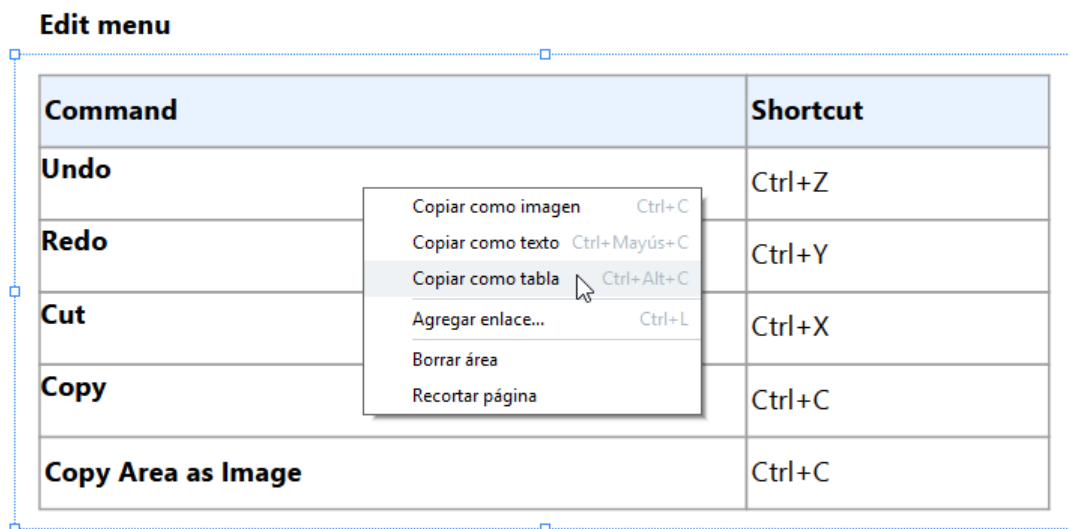 Edit menu
Command Shortcut
Undo Ctrl+Z
Redo Ctrl+Y
Cut Ctrl+X
Copy Ctrl+C
Copy Area as Image Ctrl+C
Copiar como imagen Ctrl+C
Copiar como texto Ctrl+Mayús+C
Copiar como tabla Ctrl+Alt+C
Agregar enlace... Ctrl+L
Borrar área
Recortar página